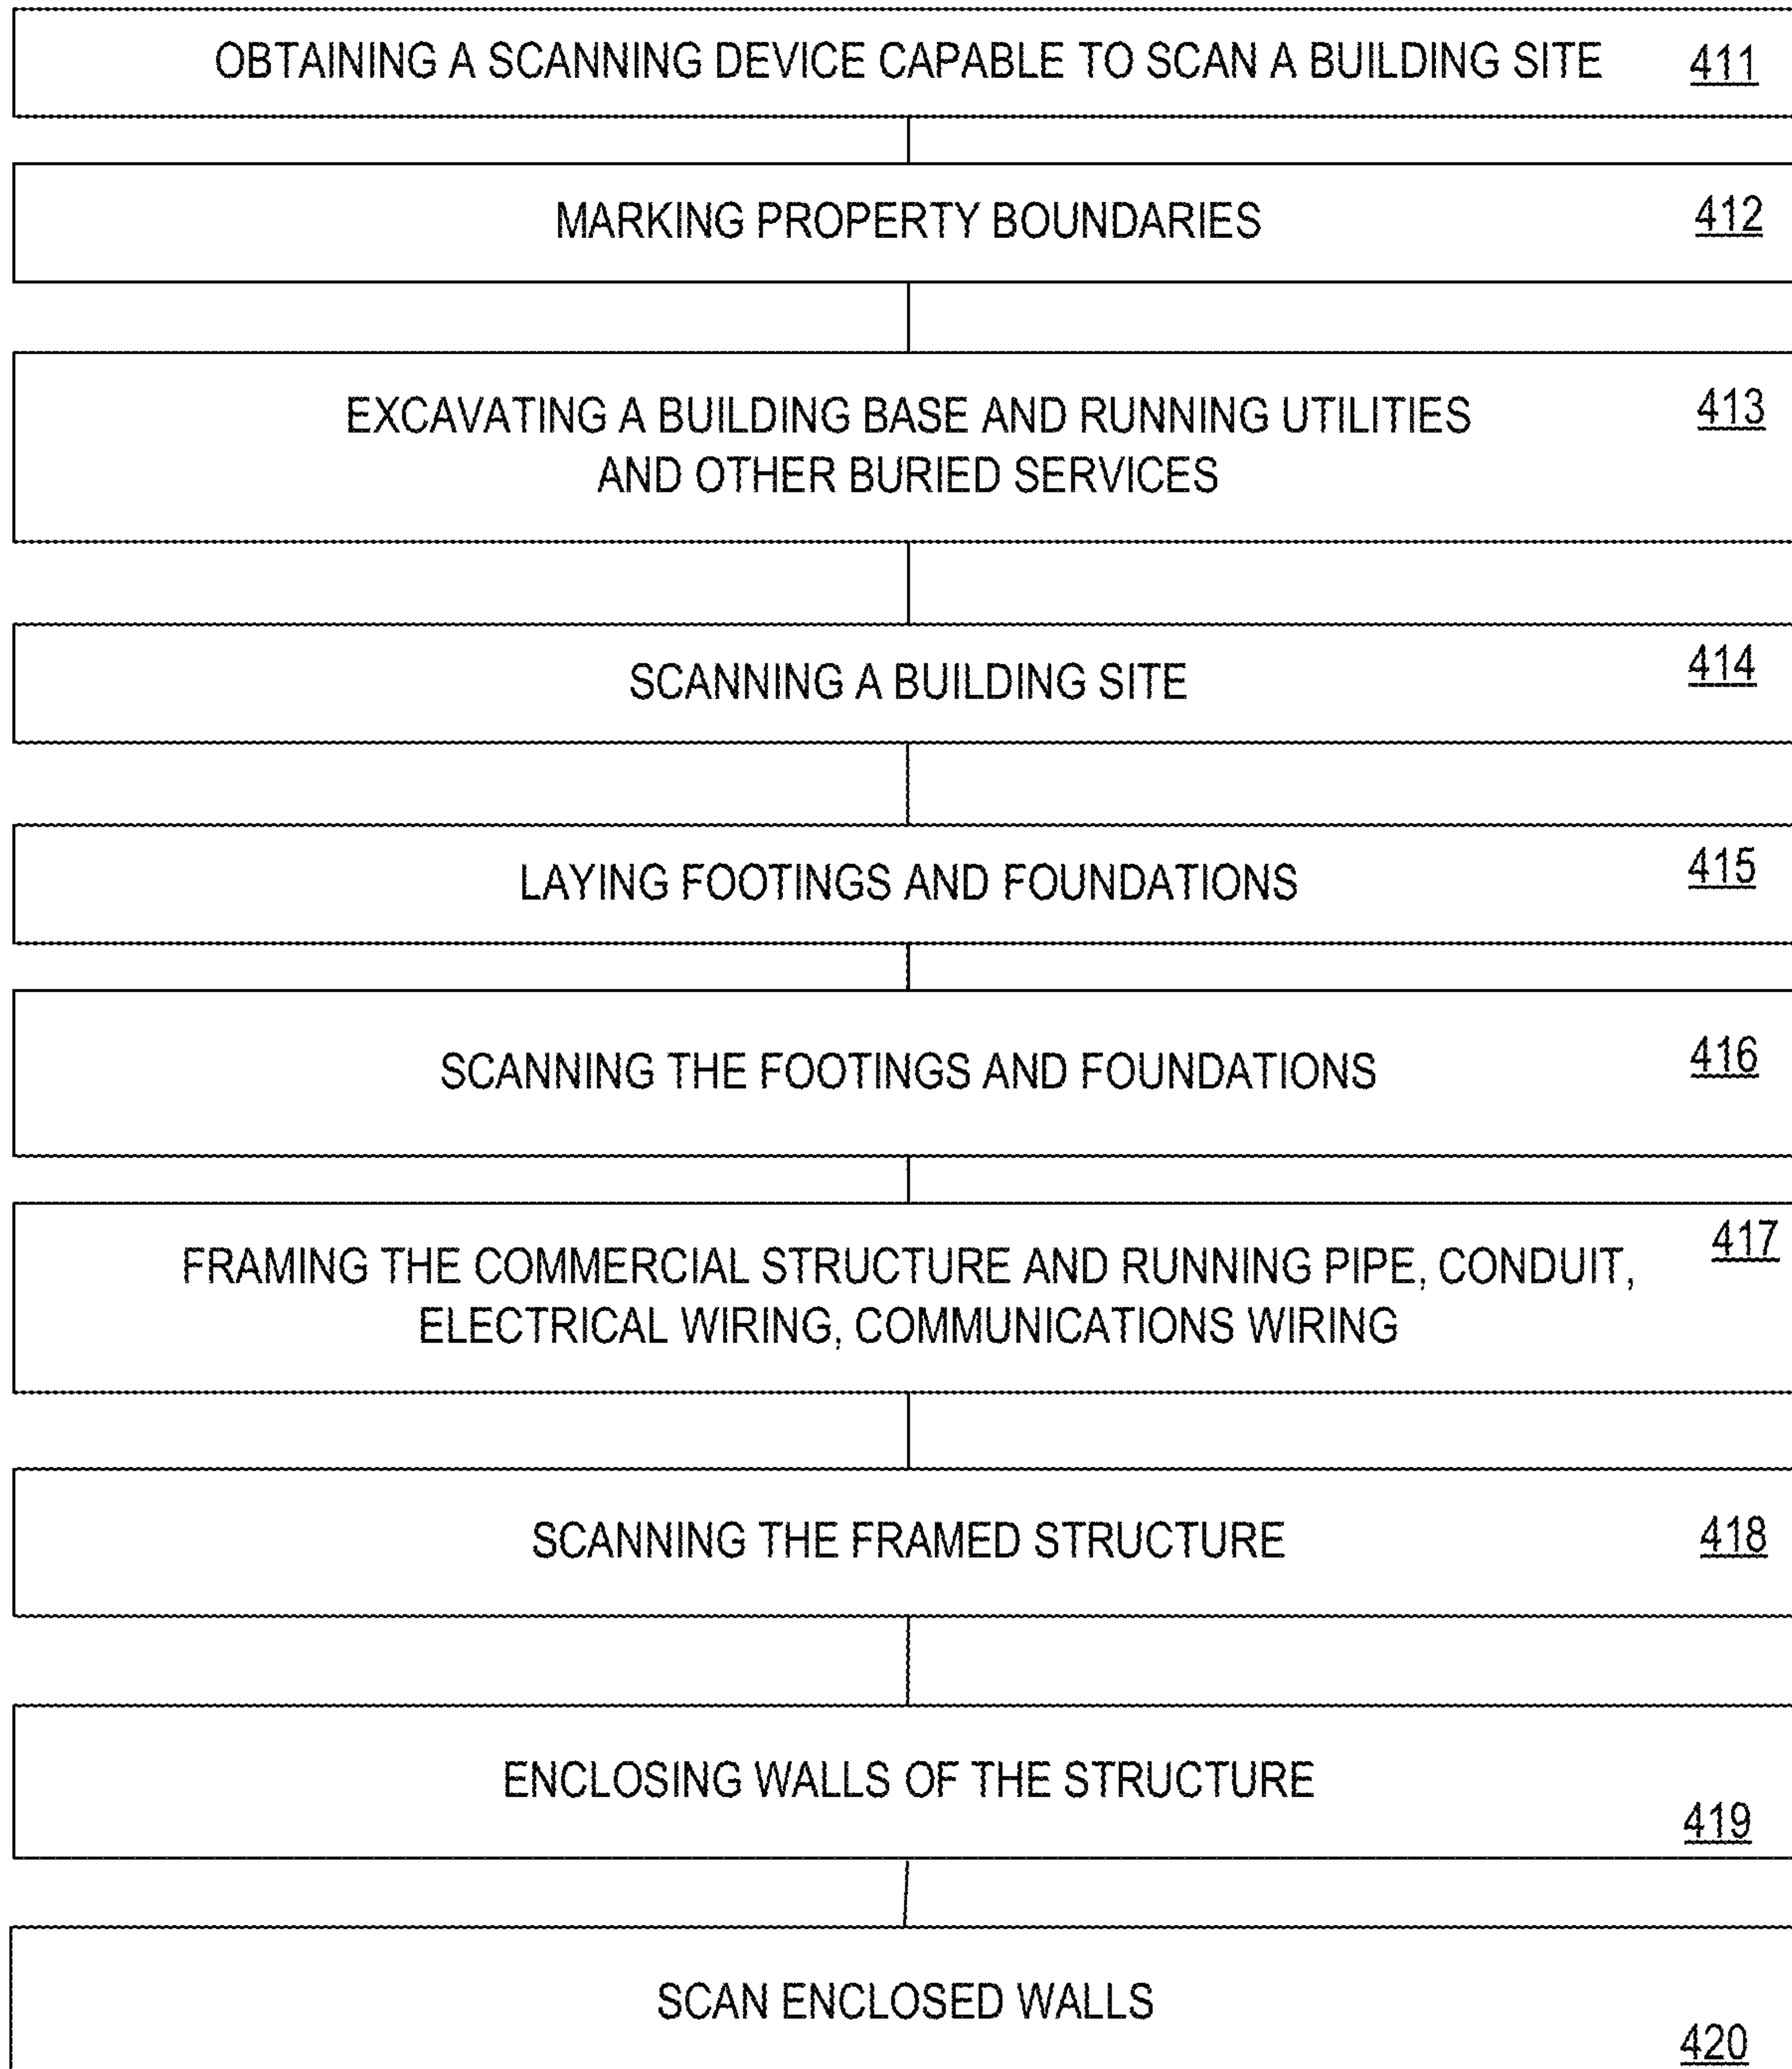 OBTAINING A SCANNING DEVICE CAPABLE TO SCAN A BUILDING SITE 411
MARKING PROPERTY BOUNDARIES 412
EXCAVATING A BUILDING BASE AND RUNNING UTILITIES 413
AND OTHER BURIED SERVICES
SCANNING A BUILDING SITE 414
LAYING FOOTINGS AND FOUNDATIONS 415
SCANNING THE FOOTINGS AND FOUNDATIONS 416
FRAMING THE COMMERCIAL STRUCTURE AND RUNNING PIPE, CONDUIT, 417
ELECTRICAL WIRING, COMMUNICATIONS WIRING
SCANNING THE FRAMED STRUCTURE 418
ENCLOSING WALLS OF THE STRUCTURE
419
SCAN ENCLOSED WALLS
420